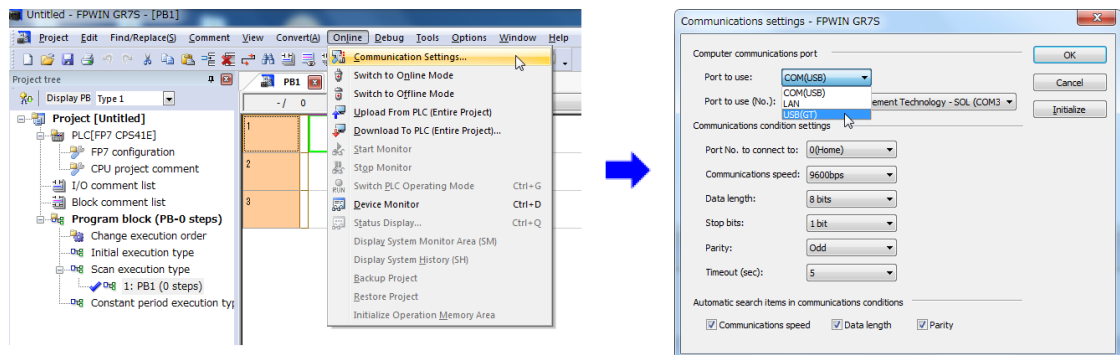 Untitled - FPWIN GR7S - [PB1]
Project Edit Find/Replace(S) Comment View Convert(A) Online Debug Tools Options Window Help
Project tree
Display PB Type 1
Project [Untitled]
PLC[FP7 CPS41E]
FP7 configuration
CPU project comment
I/O comment list
Block comment list
Program block (PB-0 steps)
Change execution order
Initial execution type
Scan execution type
1: PB1 (0 steps)
Constant period execution typ
PB1
-/ 0
1
2
3
Communication Settings...
Switch to Online Mode
Switch to Offline Mode
Upload From PLC (Entire Project)
Download To PLC (Entire Project)...
Start Monitor
Stop Monitor
RUN Switch PLC Operating Mode Ctrl+G
Device Monitor Ctrl+D
Status Display... Ctrl+Q
Display System Monitor Area (SM)
Display System History (SH)
Backup Project
Restore Project
Initialize Operation Memory Area
Communications settings - FPWIN GR7S
Computer communications port
OK
Port to use: COM(USB)
Cancel
COM(USB)
LAN
USB(GT)
Port to use (No.): ement Technology - SOL (COM3
Initialize
Communications condition settings
Port No. to connect to: 0(Home)
Communications speed: 9600bps
Data length: 8 bits
Stop bits: 1 bit
Parity: Odd
Timeout (sec): 5
Automatic search items in communications conditions
Communications speed Data length Parity